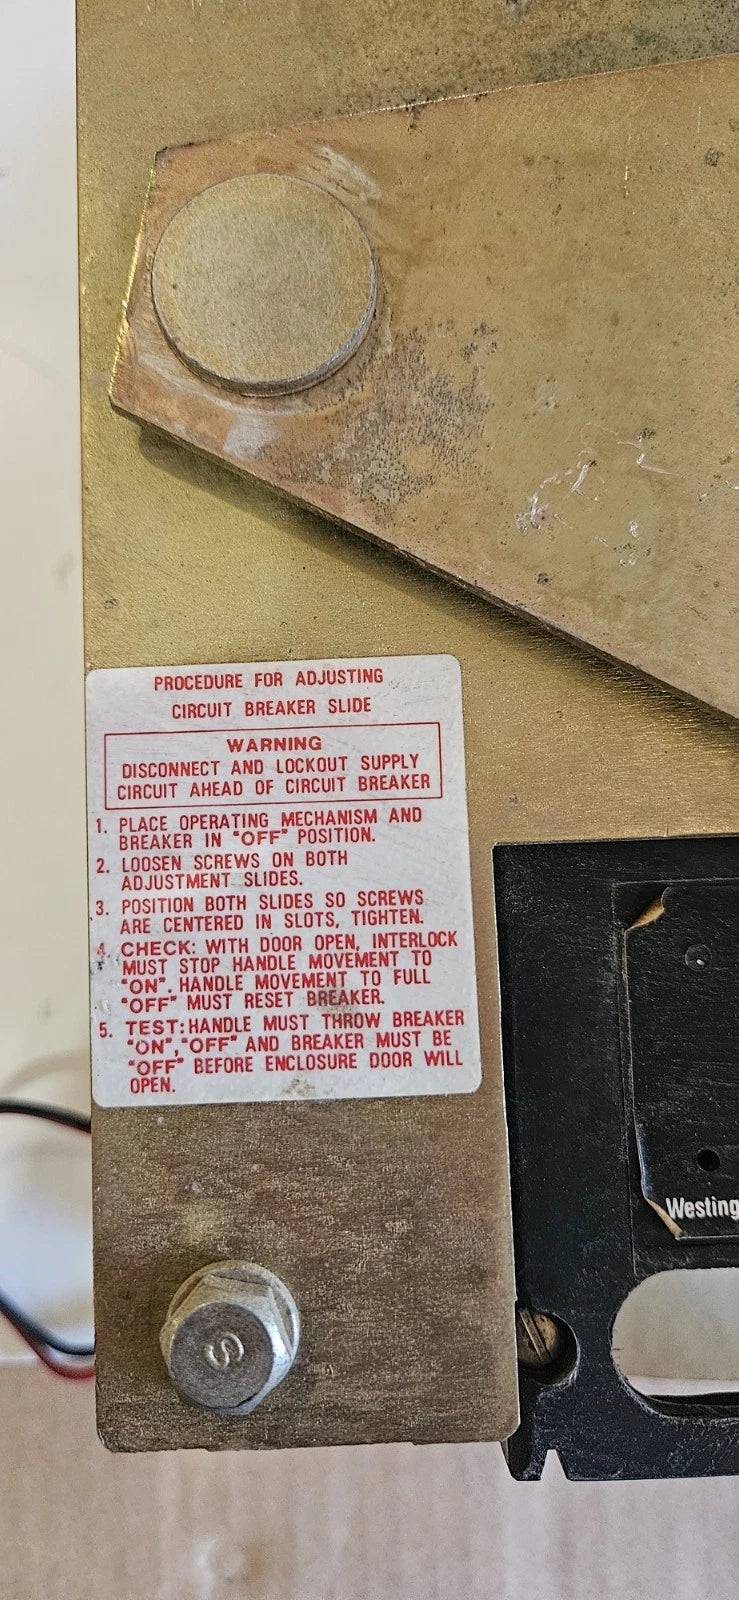 PROCEDURE FOR ADJUSTING
CIRCUIT BREAKER SLIDE
WARNING
DISCONNECT AND LOCKOUT SUPPLY
CIRCUIT AHEAD OF CIRCUIT BREAKER
1. PLACE OPERATING MECHANISM AND
BREAKER IN "OFF" POSITION.
2. LOOSEN SCREWS ON BOTH
ADJUSTMENT SLIDES.
3. POSITION BOTH SLIDES SO SCREWS
ARE CENTERED IN SLOTS, TIGHTEN.
4. CHECK: WITH DOOR OPEN, INTERLOCK
MUST STOP HANDLE MOVEMENT TO
"ON". HANDLE MOVEMENT TO FULL
"OFF" MUST RESET BREAKER.
5. TEST: HANDLE MUST THROW BREAKER
"ON", "OFF" AND BREAKER MUST BE
"OFF" BEFORE ENCLOSURE DOOR WILL
OPEN.
Westing
S